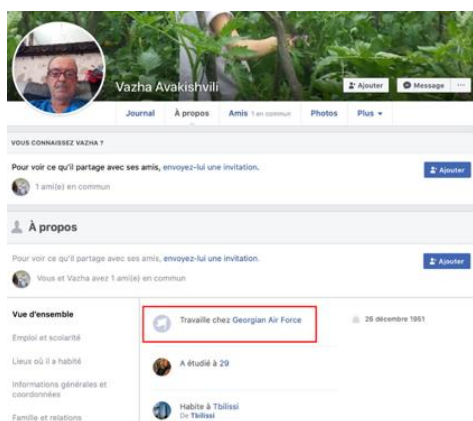 Vazha Avakishvili
Ajouter
Message
Journal
À propos
Amis 1 en commun
Photos
Plus
VOUS CONNAISSEZ VAZHA ?
Pour voir ce qu'il partage avec ses amis, envoyez-lui une invitation.
Ajouter
1 ami(e) en commun
À propos
Pour voir ce qu'il partage avec ses amis, envoyez-lui une invitation.
Ajouter
Vous et Vazha avez 1 ami(e) en commun
Vue d'ensemble
Emploi et scolarité
Lieux où il a habité
Informations générales et
coordonnées
Famille et relations
Travaille chez Georgian Air Force
26 décembre 1951
A étudié à 29
Habite à Tbilissi
De Tbilissi